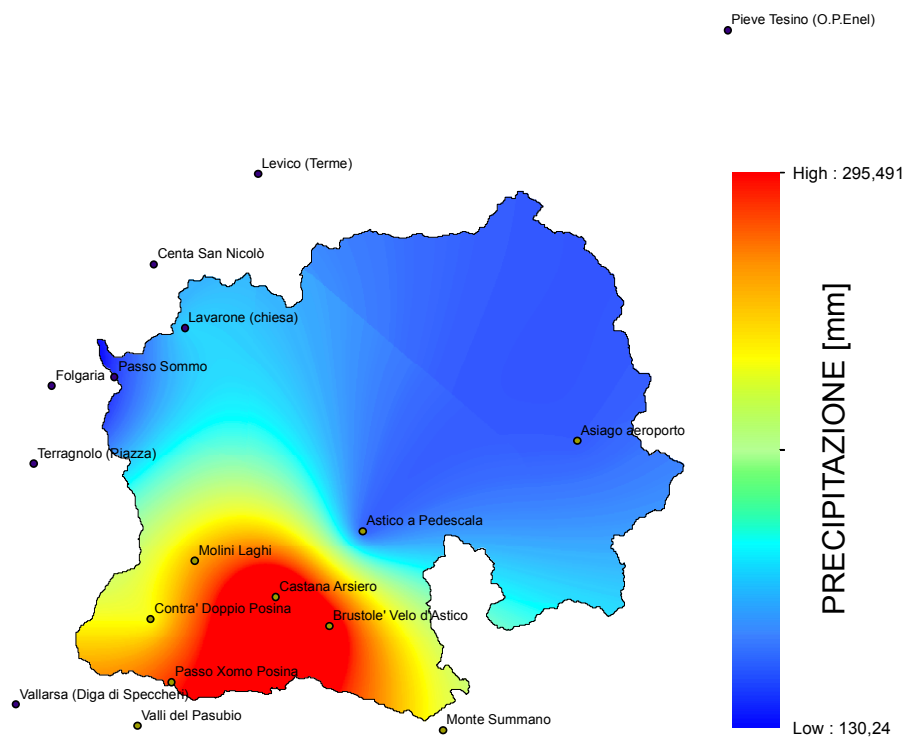 Pieve Tesino (O.P.Enel)
Levico (Terme)
High : 295,491
Centa San Nicolò
Lavarone (chiesa)
Passo Sommo
Folgaria
Asiago aeroporto
Terragnolo (Piazza)
PRECIPITAZIONE [mm]
Astico a Pedescala
Molini Laghi
Castana Arsiero
Contra' Doppio Posina
Brustole' Velo d'Astico
Passo Xomo Posina
Vallarsa (Diga di Speccheri)
Valli del Pasubio
Monte Summano
Low : 130,24